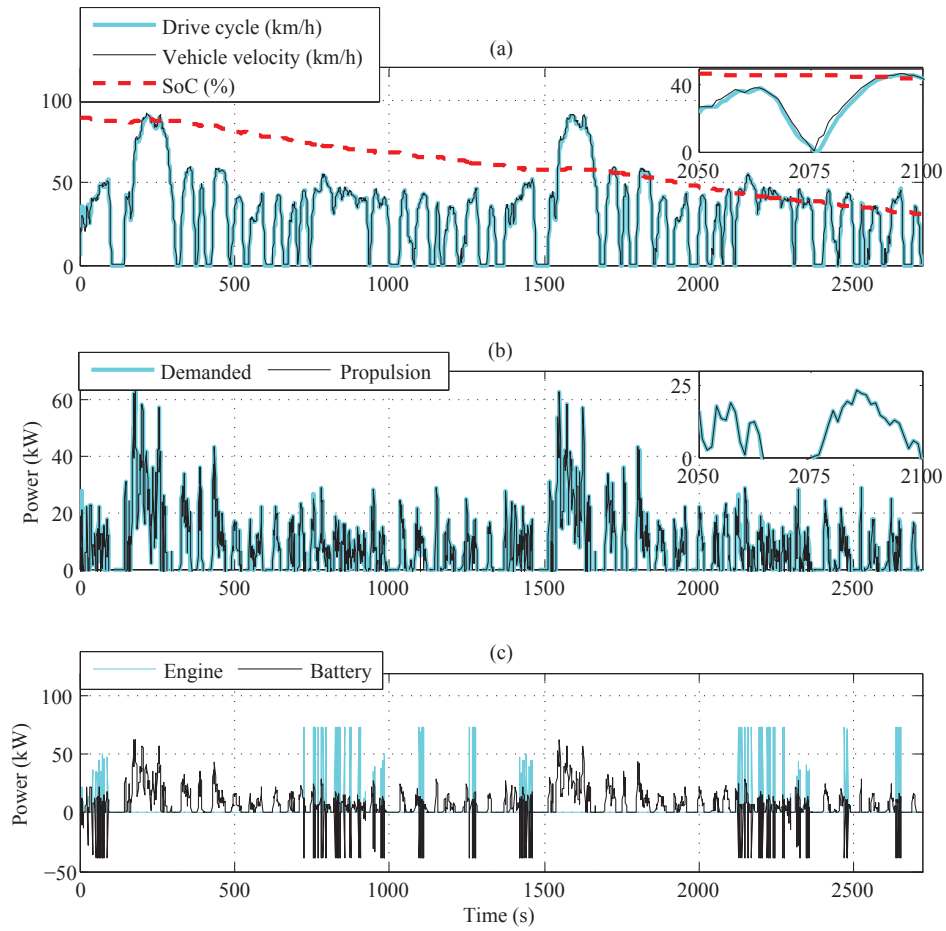 Drive cycle (km/h)
Vehicle velocity (km/h)
SoC (%)
(a)
100
50
0
40
0
2050 2075 2100
0 500 1000 1500 2000 2500
(b)
Demanded Propulsion
Power (kW)
60
40
20
0
25
0
2050 2075 2100
0 500 1000 1500 2000 2500
(c)
Engine Battery
Power (kW)
100
50
0
−50
0 500 1000 1500 2000 2500
Time (s)